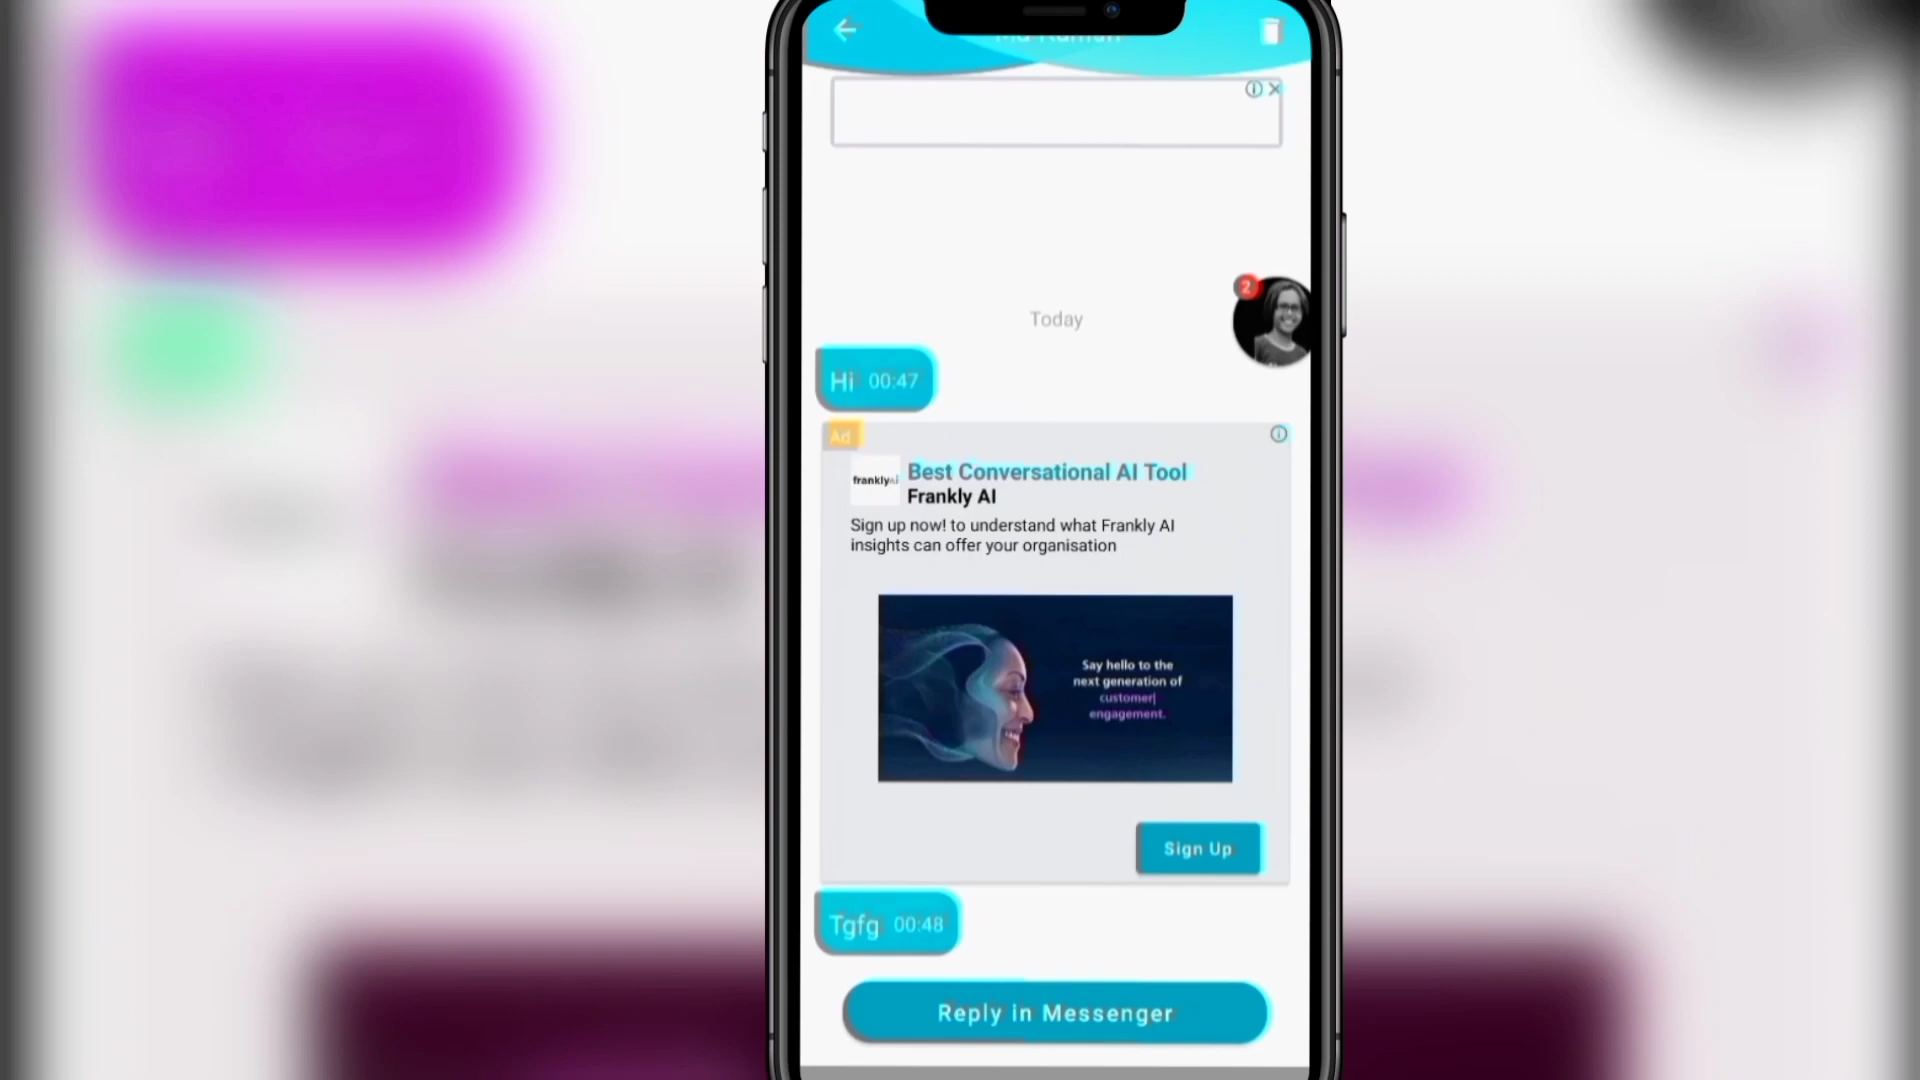 2
Today
Hi 00:47
Ad
frankly.ai
Best Conversational AI Tool
Frankly AI
Sign up now! to understand what Frankly AI
insights can offer your organisation
Say hello to the
next generation of
customer|
engagement.
Sign Up
Tgfg 00:48
Reply in Messenger